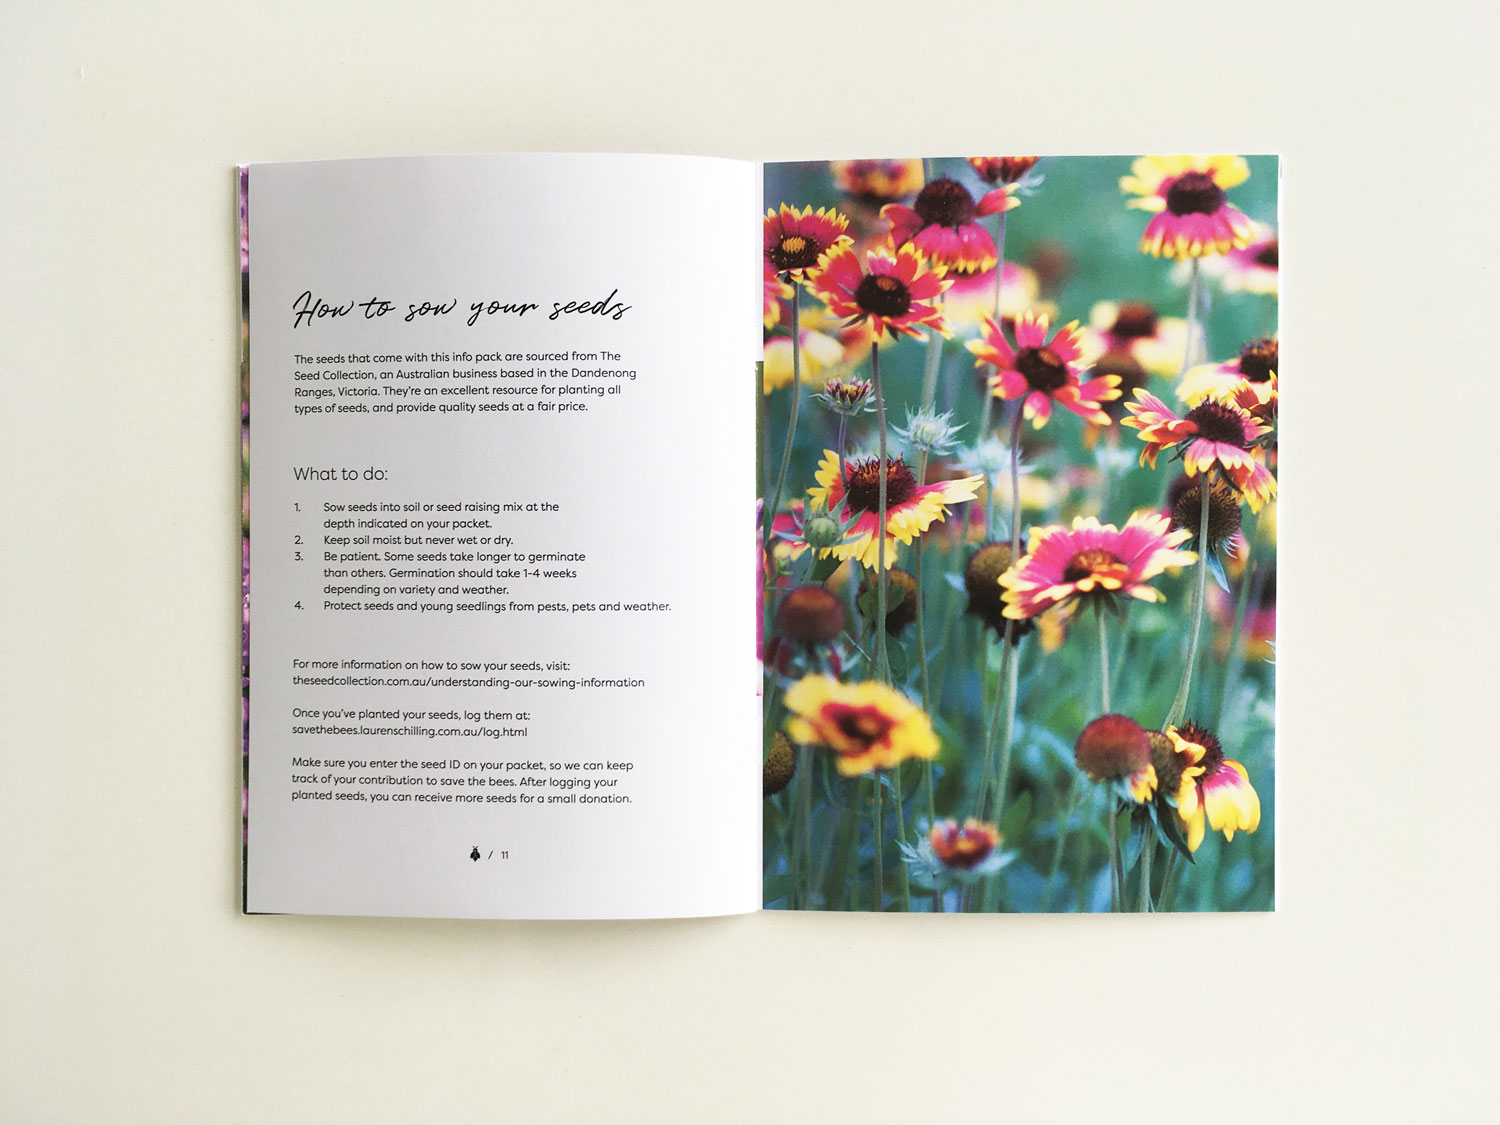 How to sow your seeds
The seeds that come with this info pack are sourced from The
Seed Collection, an Australian business based in the Dandenong
Ranges, Victoria. They're an excellent resource for planting all
types of seeds, and provide quality seeds at a fair price.
What to do:
1. Sow seeds into soil or seed raising mix at the
depth indicated on your packet.
2. Keep soil moist but never wet or dry.
3. Be patient. Some seeds take longer to germinate
than others. Germination should take 1-4 weeks
depending on variety and weather.
4. Protect seeds and young seedlings from pests, pets and weather.
For more information on how to sow your seeds, visit:
theseedcollection.com.au/understanding-our-sowing-information
Once you've planted your seeds, log them at:
savethebees.laurenschilling.com.au/log.html
Make sure you enter the seed ID on your packet, so we can keep
track of your contribution to save the bees. After logging your
planted seeds, you can receive more seeds for a small donation.
/ 11